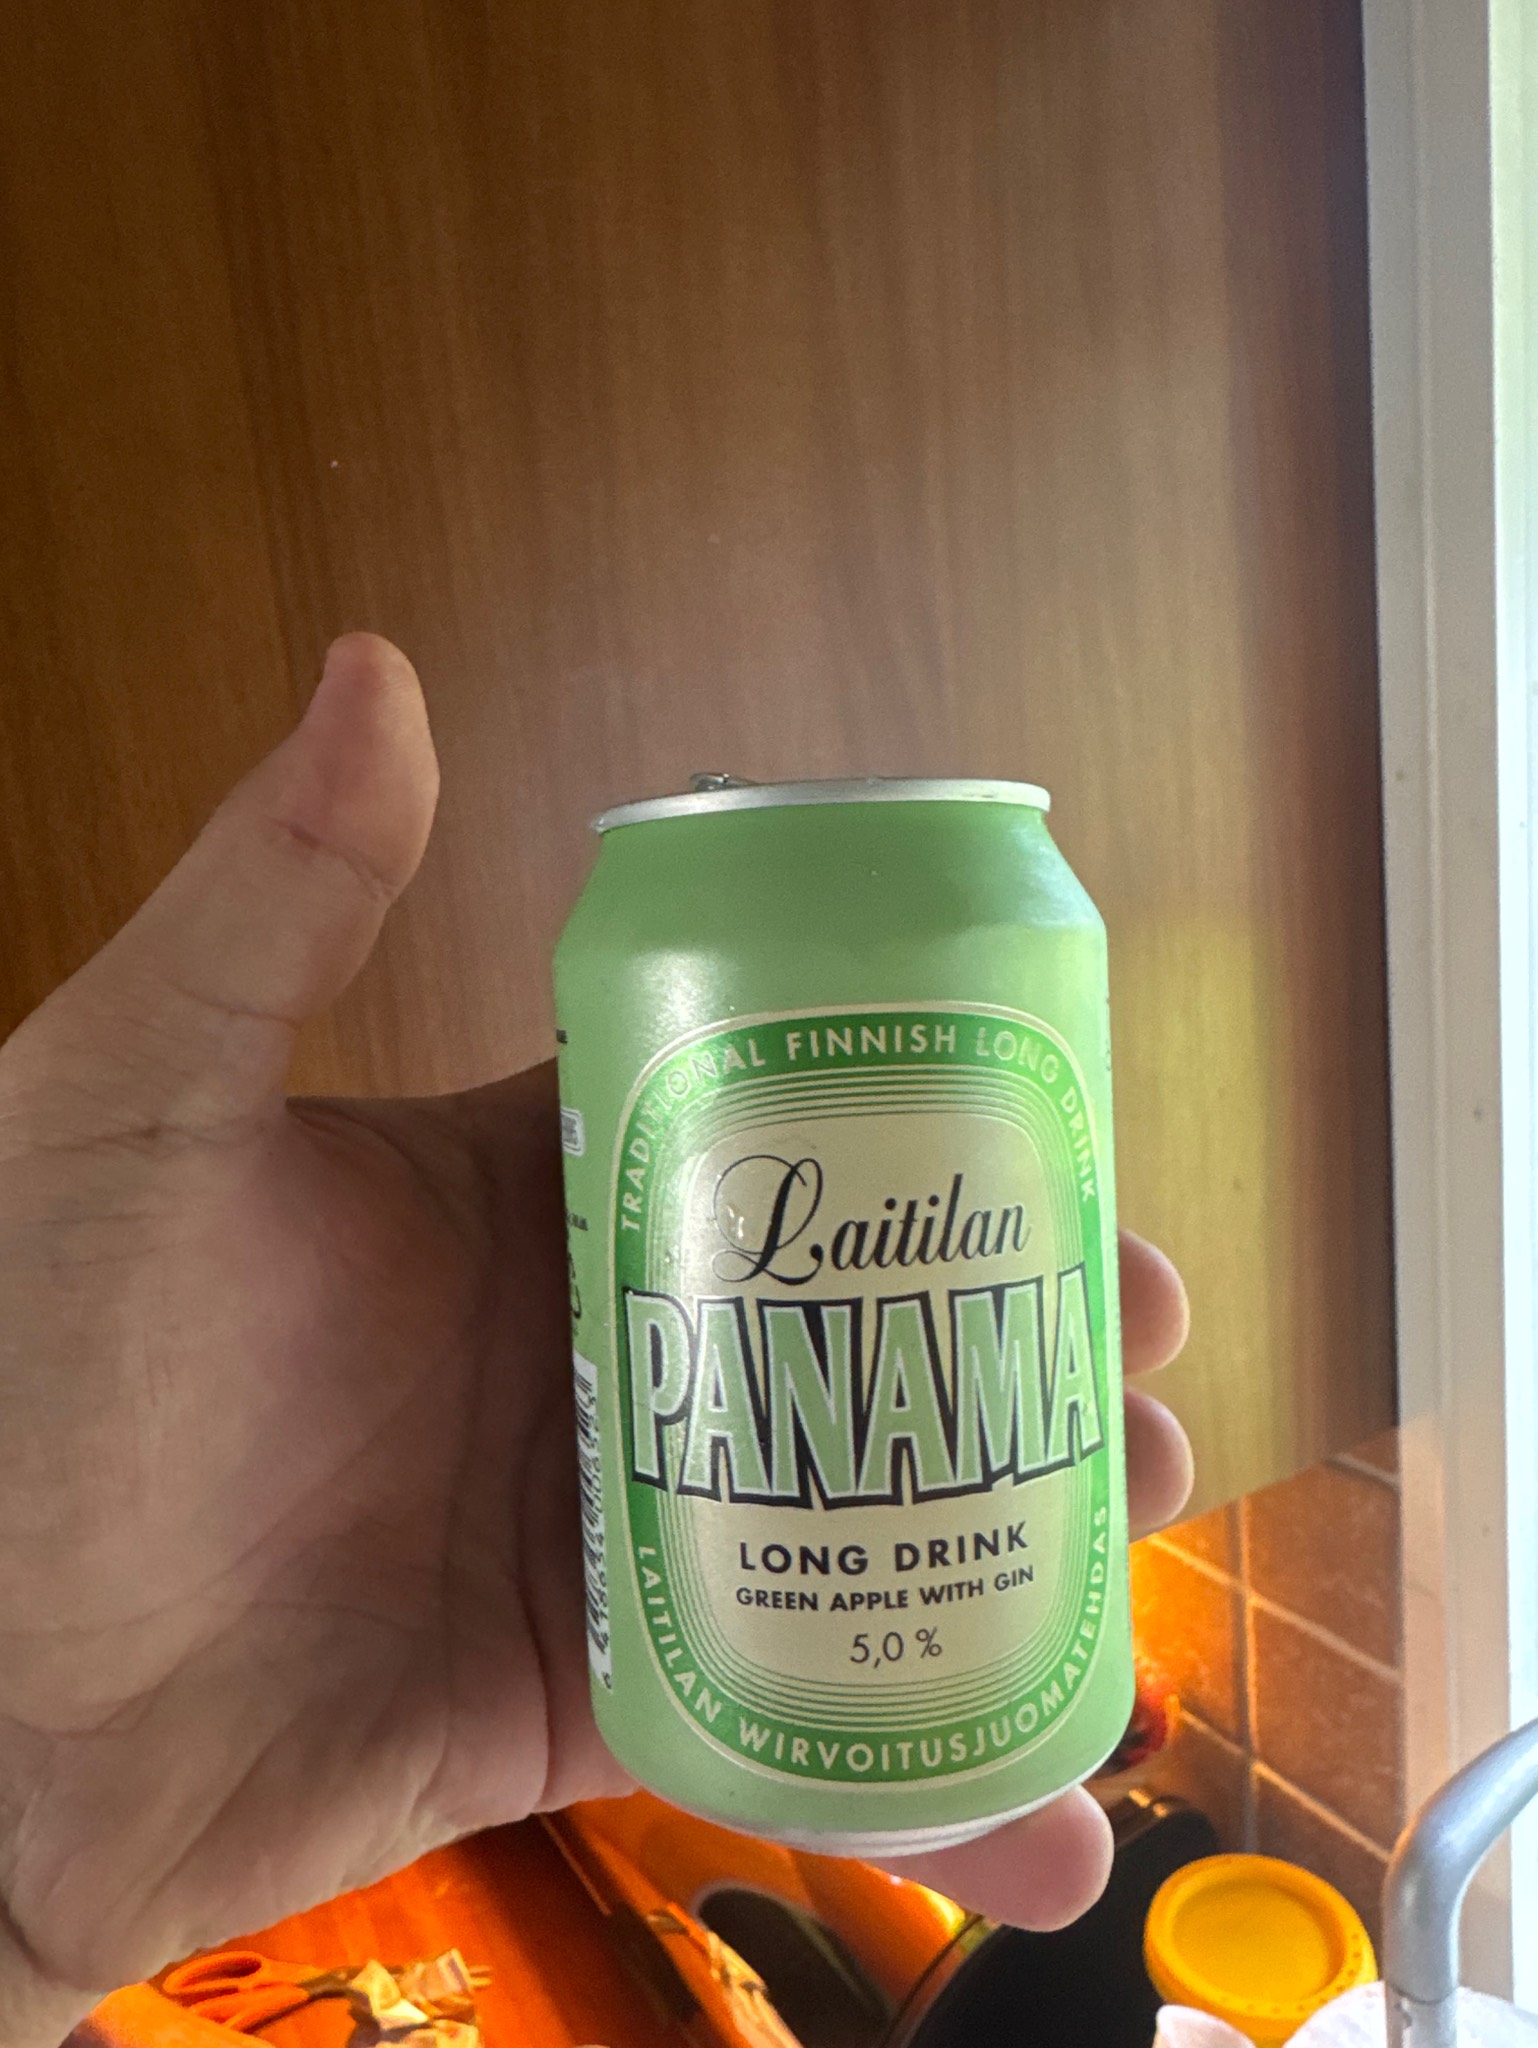 TRADITIONAL FINNISH LONG DRINK
Laitilan
PANAMA
LONG DRINK
GREEN APPLE WITH GIN
5,0 %
LAITILAN WIRVOITUSJUOMATEHDAS